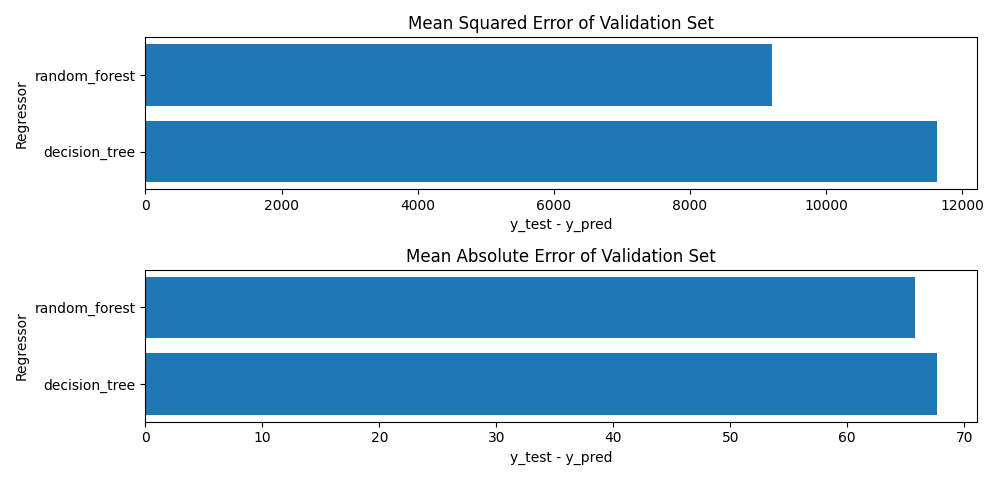 Mean Squared Error of Validation Set
Regressor
random_forest
decision_tree
0 2000 4000 6000 8000 10000 12000
y_test - y_pred
Mean Absolute Error of Validation Set
Regressor
random_forest
decision_tree
0 10 20 30 40 50 60 70
y_test - y_pred